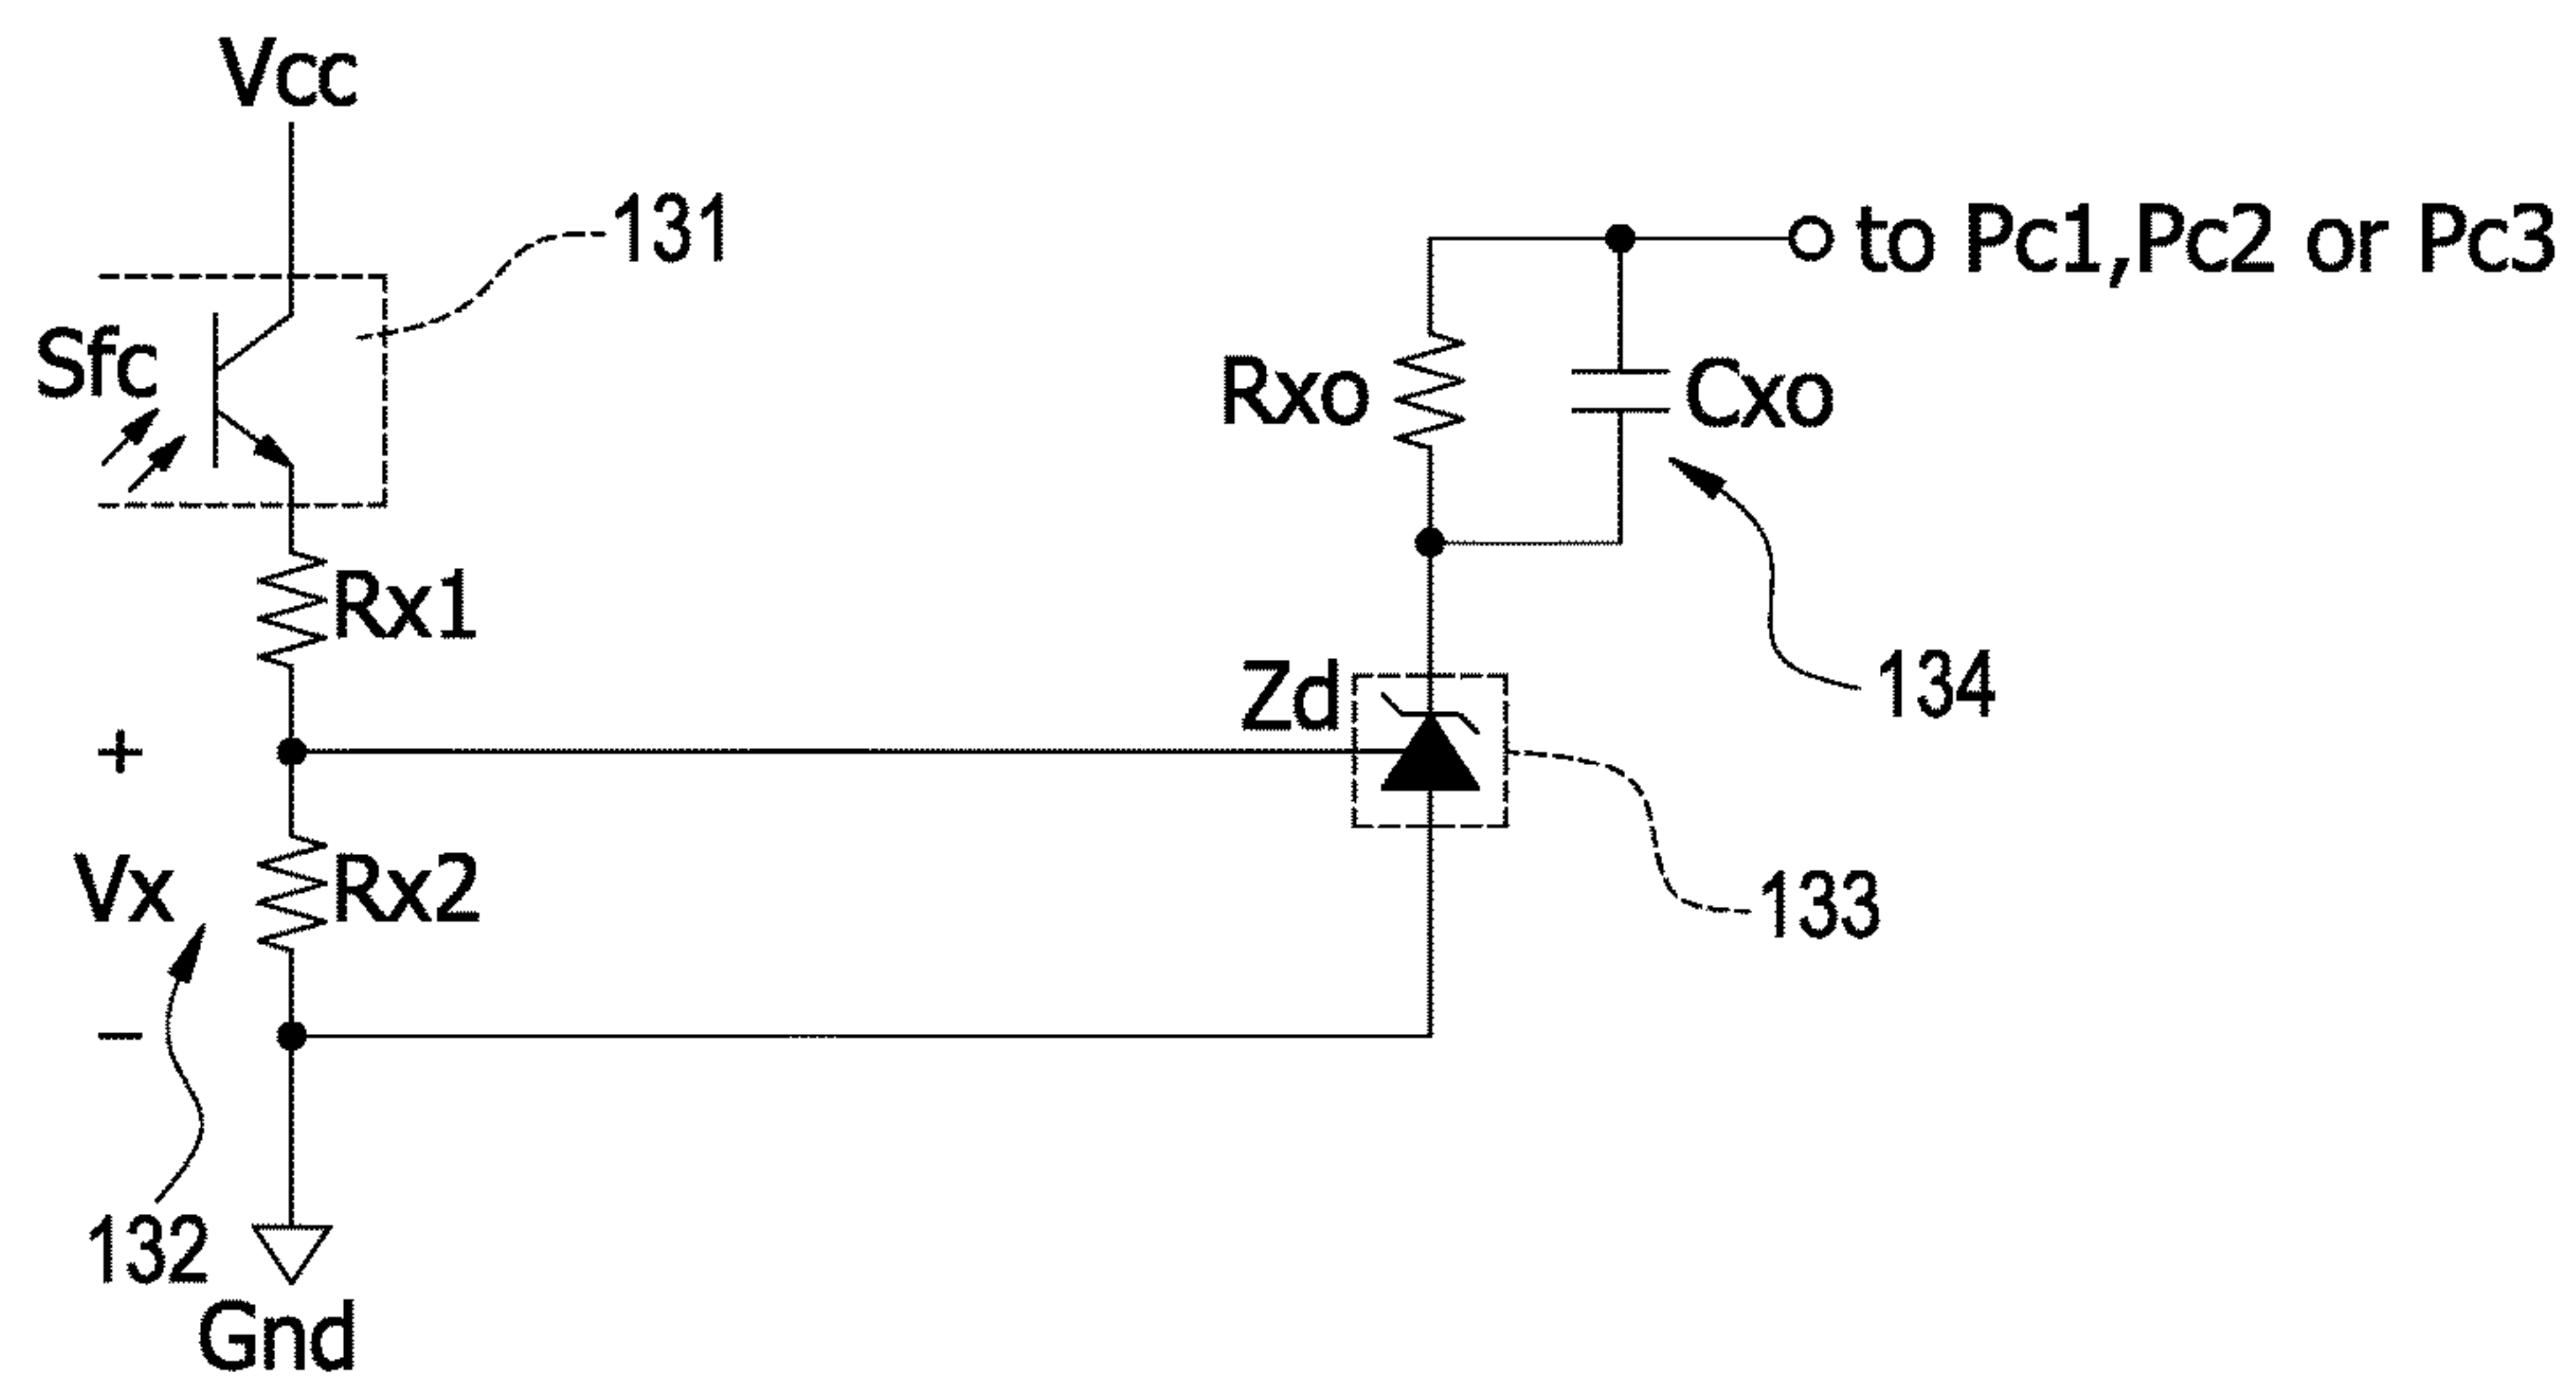 Vcc
131
to Pc1,Pc2 or Pc3
Sfc
Rxo
Cxo
Rx1
134
Zd
+
Vx
Rx2
133
−
132
Gnd